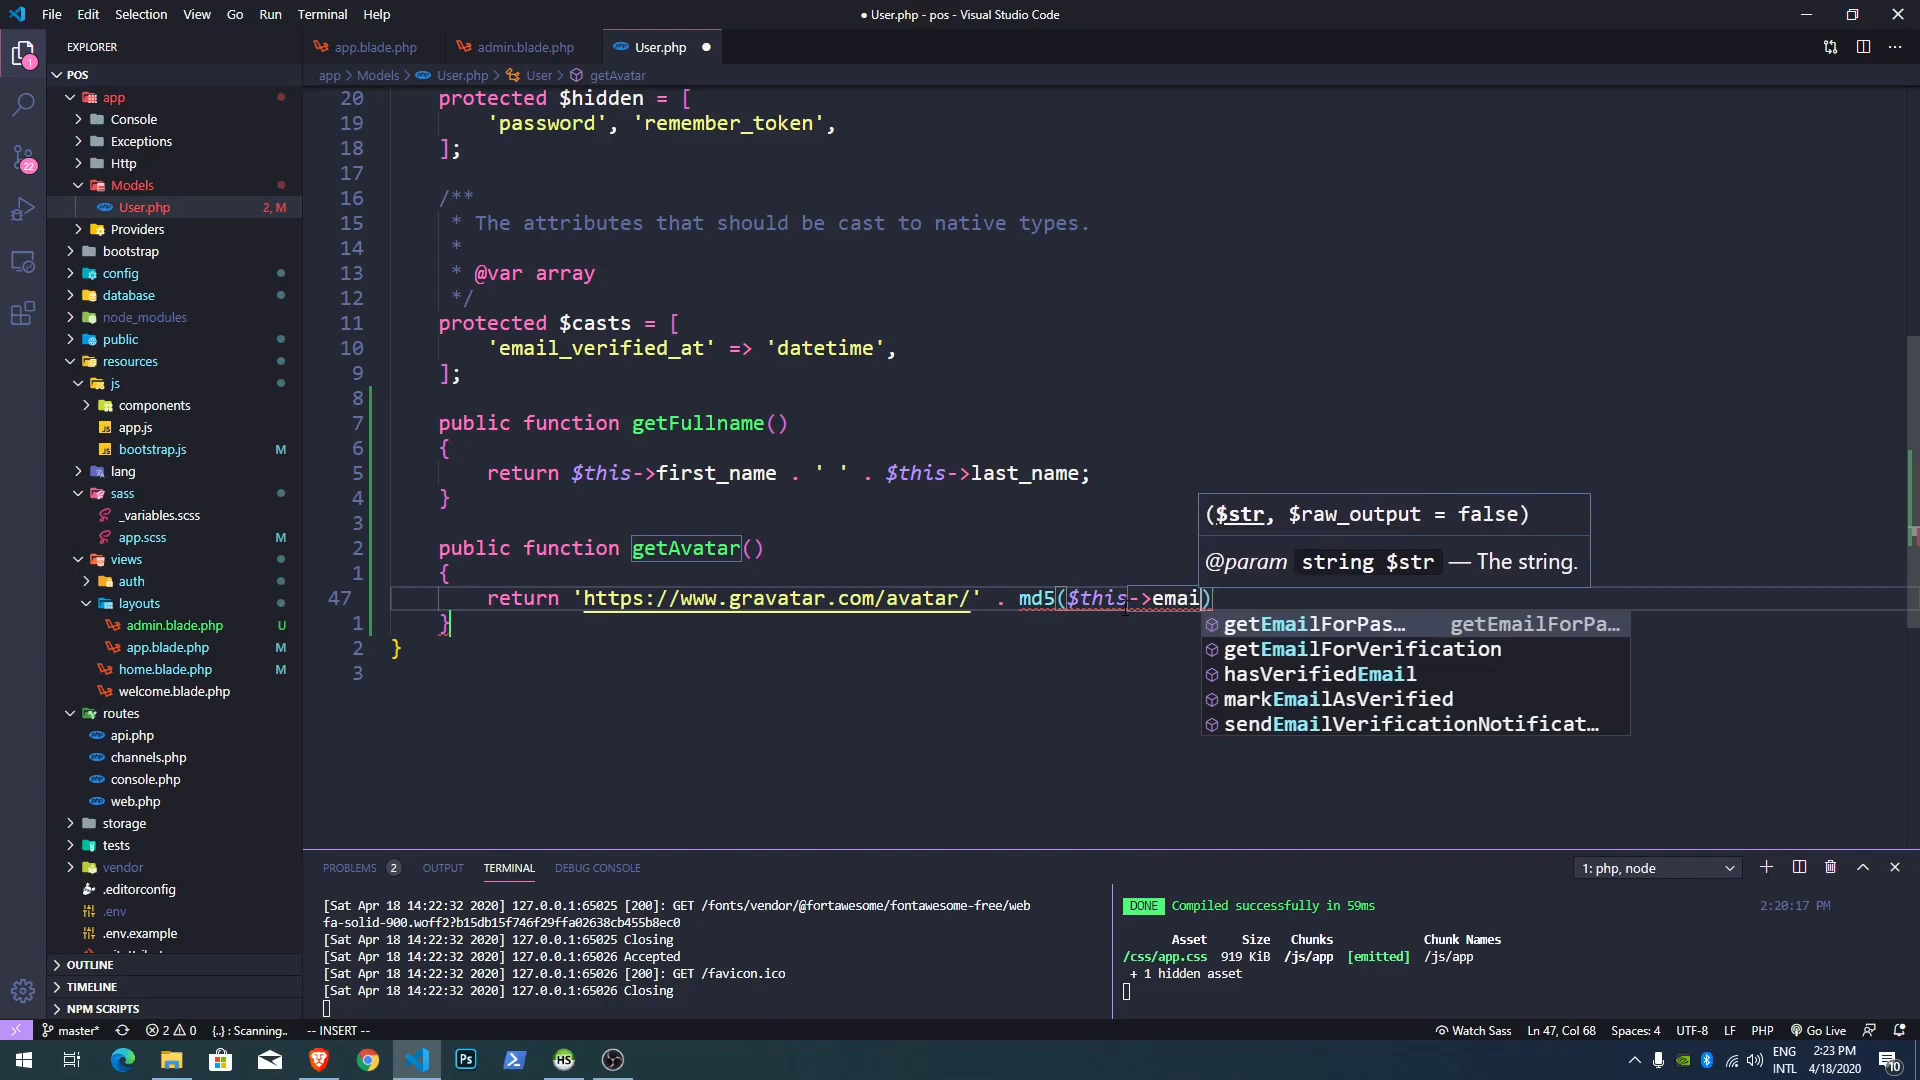 File Edit Selection View Go Run Terminal Help
● User.php - pos - Visual Studio Code
EXPLORER
app.blade.php
admin.blade.php
User.php
1
POS
app > Models > User.php > User > getAvatar
app
Console
Exceptions
Http
Models
User.php 2, M
Providers
bootstrap
config
database
node_modules
public
resources
js
components
app.js
bootstrap.js M
lang
sass
_variables.scss
app.scss M
views
auth
layouts
admin.blade.php U
app.blade.php M
home.blade.php M
welcome.blade.php
routes
api.php
channels.php
console.php
web.php
storage
tests
vendor
.editorconfig
.env
.env.example
OUTLINE
TIMELINE
NPM SCRIPTS
22
20 protected $hidden = [
19 'password', 'remember_token',
18 ];
17
16 /**
15 * The attributes that should be cast to native types.
14 *
13 * @var array
12 */
11 protected $casts = [
10 'email_verified_at' => 'datetime',
9 ];
8
7 public function getFullname()
6 {
5 return $this->first_name . ' ' . $this->last_name;
4 }
3
2 public function getAvatar()
1 {
47 return 'https://www.gravatar.com/avatar/' . md5($this->emai)
1 }
2 }
3
($str, $raw_output = false)
@param string $str — The string.
getEmailForPas… getEmailForPa…
getEmailForVerification
hasVerifiedEmail
markEmailAsVerified
sendEmailVerificationNotificat…
PROBLEMS 2 OUTPUT TERMINAL DEBUG CONSOLE
1: php, node
[Sat Apr 18 14:22:32 2020] 127.0.0.1:65025 [200]: GET /fonts/vendor/@fortawesome/fontawesome-free/web
fa-solid-900.woff2?b15db15f746f29ffa02638cb455b8ec0
[Sat Apr 18 14:22:32 2020] 127.0.0.1:65025 Closing
[Sat Apr 18 14:22:32 2020] 127.0.0.1:65026 Accepted
[Sat Apr 18 14:22:32 2020] 127.0.0.1:65026 [200]: GET /favicon.ico
[Sat Apr 18 14:22:32 2020] 127.0.0.1:65026 Closing
DONE Compiled successfully in 59ms 2:20:17 PM
Asset Size Chunks Chunk Names
/css/app.css 919 KiB /js/app [emitted] /js/app
+ 1 hidden asset
master* 2 0 {..} : Scanning.. -- INSERT --
Watch Sass Ln 47, Col 68 Spaces: 4 UTF-8 LF PHP Go Live
Ps
HS
ENG
INTL
2:23 PM
4/18/2020
10